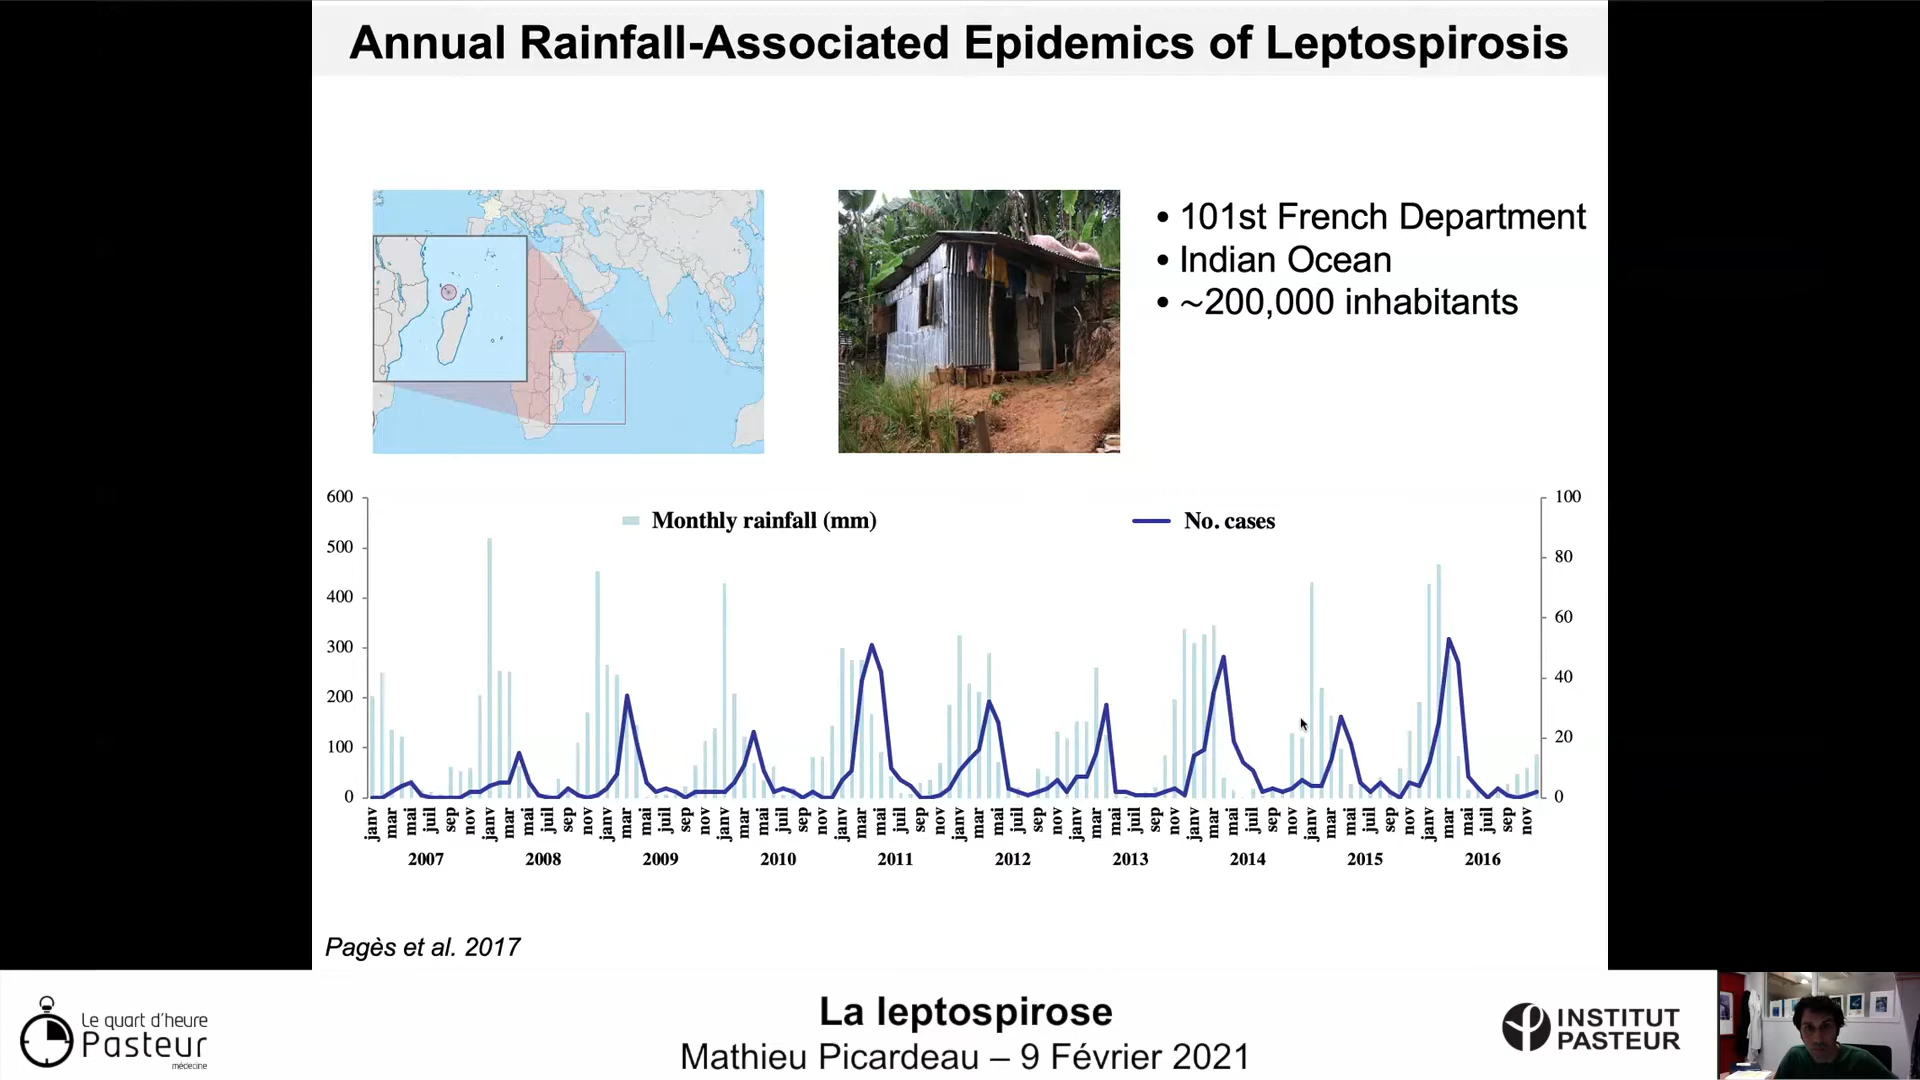 Annual Rainfall-Associated Epidemics of Leptospirosis
• 101st French Department
• Indian Ocean
• ~200,000 inhabitants
600
500
400
300
200
100
0
Monthly rainfall (mm)
No. cases
100
80
60
40
20
0
janv mar mai juil sep nov janv mar mai juil sep nov janv mar mai juil sep nov janv mar mai juil sep nov janv mar mai juil sep nov janv mar mai juil sep nov janv mar mai juil sep nov janv mar mai juil sep nov janv mar mai juil sep nov janv mar mai juil sep nov
2007 2008 2009 2010 2011 2012 2013 2014 2015 2016
Pagès et al. 2017
Le quart d'heure
Pasteur
médecine
La leptospirose
Mathieu Picardeau – 9 Février 2021
INSTITUT
PASTEUR